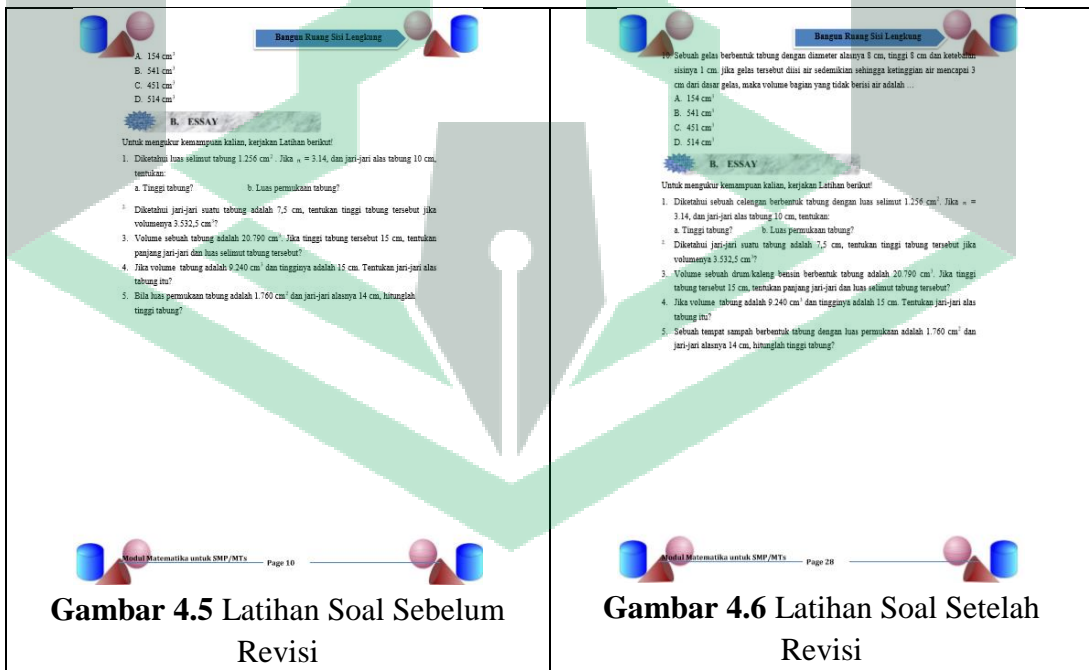 Bangun Ruang Sisi Lengkung
A. 154 cm³
B. 541 cm³
C. 451 cm³
D. 514 cm³
B. ESSAY
Untuk mengukur kemampuan kalian, kerjakan Latihan berikut!
1. Diketahui luas selimut tabung 1.256 cm² . Jika π = 3.14, dan jari-jari alas tabung 10 cm,
tentukan:
a. Tinggi tabung? b. Luas permukaan tabung?
2. Diketahui jari-jari suatu tabung adalah 7,5 cm, tentukan tinggi tabung tersebut jika
volumenya 3.532,5 cm³?
3. Volume sebuah tabung adalah 20.790 cm³. Jika tinggi tabung tersebut 15 cm, tentukan
panjang jari-jari dan luas selimut tabung tersebut?
4. Jika volume tabung adalah 9.240 cm³ dan tingginya adalah 15 cm. Tentukan jari-jari alas
tabung itu?
5. Bila luas permukaan tabung adalah 1.760 cm² dan jari-jari alasnya 14 cm, hitunglah
tinggi tabung?
Modul Matematika untuk SMP/MTs Page 10
Gambar 4.5 Latihan Soal Sebelum
Revisi
Bangun Ruang Sisi Lengkung
10. Sebuah gelas berbentuk tabung dengan diameter alasnya 8 cm, tinggi 8 cm dan ketebalan
sisinya 1 cm. jika gelas tersebut diisi air sedemikian sehingga ketinggian air mencapai 3
cm dari dasar gelas, maka volume bagian yang tidak berisi air adalah ...
A. 154 cm³
B. 541 cm³
C. 451 cm³
D. 514 cm³
B. ESSAY
Untuk mengukur kemampuan kalian, kerjakan Latihan berikut!
1. Diketahui sebuah celengan berbentuk tabung dengan luas selimut 1.256 cm². Jika π =
3.14, dan jari-jari alas tabung 10 cm, tentukan:
a. Tinggi tabung? b. Luas permukaan tabung?
2. Diketahui jari-jari suatu tabung adalah 7,5 cm, tentukan tinggi tabung tersebut jika
volumenya 3.532,5 cm³?
3. Volume sebuah drum/kaleng bensin berbentuk tabung adalah 20.790 cm³. Jika tinggi
tabung tersebut 15 cm, tentukan panjang jari-jari dan luas selimut tabung tersebut?
4. Jika volume tabung adalah 9.240 cm³ dan tingginya adalah 15 cm. Tentukan jari-jari alas
tabung itu?
5. Sebuah tempat sampah berbentuk tabung dengan luas permukaan adalah 1.760 cm² dan
jari-jari alasnya 14 cm, hitunglah tinggi tabung?
Modul Matematika untuk SMP/MTs Page 28
Gambar 4.6 Latihan Soal Setelah
Revisi